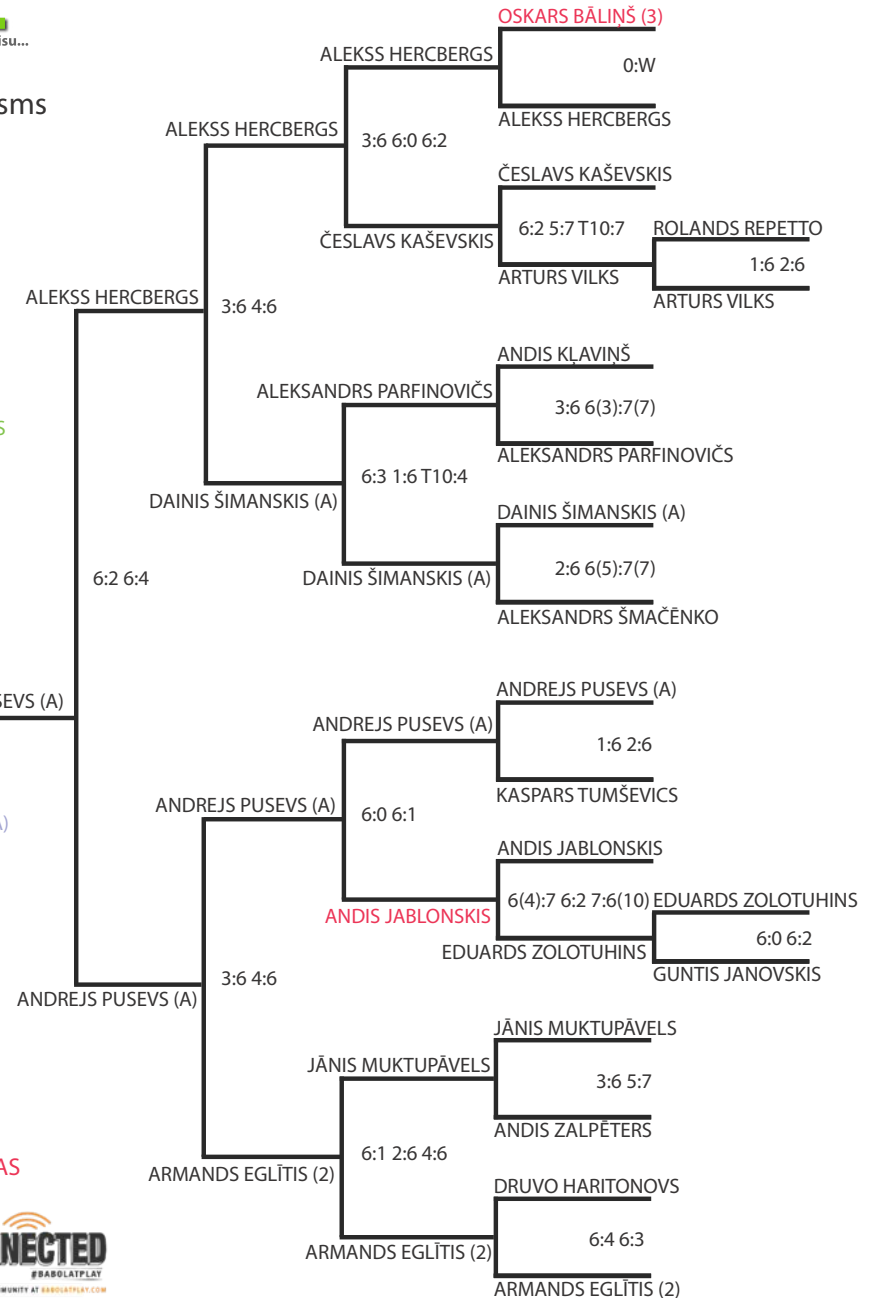 OSKARS BĀLIŅŠ (3)
isu...
ALEKSS HERCBERGS
0:W
sms
ALEKSS HERCBERGS
ALEKSS HERCBERGS
3:6 6:0 6:2
ČESLAVS KAŠEVSKIS
6:2 5:7 T10:7
ROLANDS REPETTO
ČESLAVS KAŠEVSKIS
1:6 2:6
ARTURS VILKS
ARTURS VILKS
ALEKSS HERCBERGS
3:6 4:6
ANDIS KĻAVIŅŠ
ALEKSANDRS PARFINOVIČS
3:6 6(3):7(7)
S
ALEKSANDRS PARFINOVIČS
6:3 1:6 T10:4
DAINIS ŠIMANSKIS (A)
DAINIS ŠIMANSKIS (A)
2:6 6(5):7(7)
6:2 6:4
DAINIS ŠIMANSKIS (A)
ALEKSANDRS ŠMAČĒNKO
ANDREJS PUSEVS (A)
SEVS (A)
ANDREJS PUSEVS (A)
1:6 2:6
KASPARS TUMŠEVICS
ANDREJS PUSEVS (A)
6:0 6:1
A)
ANDIS JABLONSKIS
6(4):7 6:2 7:6(10)
EDUARDS ZOLOTUHINS
ANDIS JABLONSKIS
6:0 6:2
EDUARDS ZOLOTUHINS
GUNTIS JANOVSKIS
3:6 4:6
ANDREJS PUSEVS (A)
JĀNIS MUKTUPĀVELS
JĀNIS MUKTUPĀVELS
3:6 5:7
ANDIS ZALPĒTERS
6:1 2:6 4:6
AS
ARMANDS EGLĪTIS (2)
DRUVO HARITONOVS
6:4 6:3
ARMANDS EGLĪTIS (2)
NECTED
#BABOLATPLAY
MMUNITY AT BABOLATPLAY.COM
ARMANDS EGLĪTIS (2)